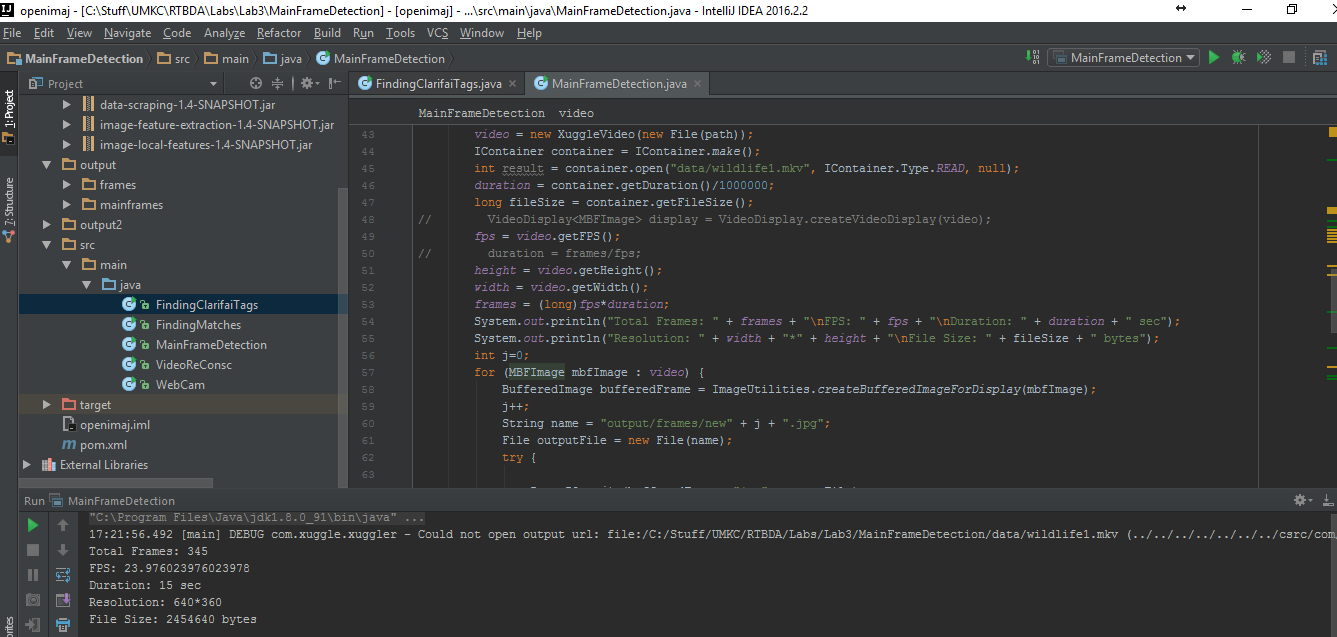 openimaj - [C:\Stuff\UMKC\RTBDA\Labs\Lab3\MainFrameDetection] - [openimaj] - ...\src\main\java\MainFrameDetection.java - IntelliJ IDEA 2016.2.2
File Edit View Navigate Code Analyze Refactor Build Run Tools VCS Window Help
MainFrameDetection src main java MainFrameDetection
MainFrameDetection
Project
FindingClarifaiTags.java MainFrameDetection.java
1: Project
7: Structure
data-scraping-1.4-SNAPSHOT.jar
image-feature-extraction-1.4-SNAPSHOT.jar
image-local-features-1.4-SNAPSHOT.jar
output
frames
mainframes
output2
src
main
java
FindingClarifaiTags
FindingMatches
MainFrameDetection
VideoReConsc
WebCam
target
openimaj.iml
pom.xml
External Libraries
MainFrameDetection video
43 video = new XuggleVideo(new File(path));
44 IContainer container = IContainer.make();
45 int result = container.open("data/wildlife1.mkv", IContainer.Type.READ, null);
46 duration = container.getDuration()/1000000;
47 long fileSize = container.getFileSize();
48 // VideoDisplay<MBFImage> display = VideoDisplay.createVideoDisplay(video);
49 fps = video.getFPS();
50 // duration = frames/fps;
51 height = video.getHeight();
52 width = video.getWidth();
53 frames = (long)fps*duration;
54 System.out.println("Total Frames: " + frames + "\nFPS: " + fps + "\nDuration: " + duration + " sec");
55 System.out.println("Resolution: " + width + "*" + height + "\nFile Size: " + fileSize + " bytes");
56 int j=0;
57 for (MBFImage mbfImage : video) {
58 BufferedImage bufferedFrame = ImageUtilities.createBufferedImageForDisplay(mbfImage);
59 j++;
60 String name = "output/frames/new" + j + ".jpg";
61 File outputFile = new File(name);
62 try {
63
Run MainFrameDetection
"C:\Program Files\Java\jdk1.8.0_91\bin\java" ...
17:21:56.492 [main] DEBUG com.xuggle.xuggler - Could not open output url: file:/C:/Stuff/UMKC/RTBDA/Labs/Lab3/MainFrameDetection/data/wildlife1.mkv (../../../../../../../csrc/com
Total Frames: 345
FPS: 23.976023976023978
Duration: 15 sec
Resolution: 640*360
File Size: 2454640 bytes